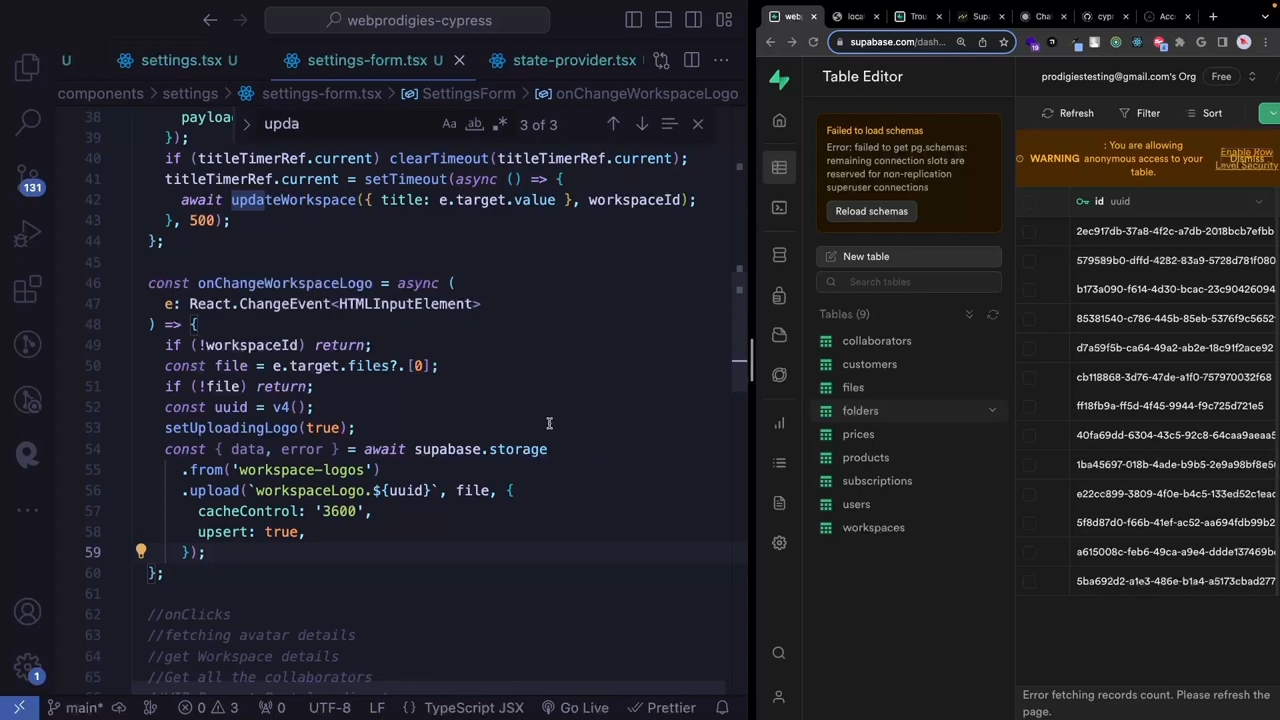 webprodigies-cypress
U
settings.tsx U
settings-form.tsx U
state-provider.tsx
components > settings > settings-form.tsx > SettingsForm > onChangeWorkspaceLogo
upda
Aa ab 3 of 3
38 payloa
39 });
40 if (titleTimerRef.current) clearTimeout(titleTimerRef.current);
41 titleTimerRef.current = setTimeout(async () => {
42 await updateWorkspace({ title: e.target.value }, workspaceId);
43 }, 500);
44 };
45
46 const onChangeWorkspaceLogo = async (
47 e: React.ChangeEvent<HTMLInputElement>
48 ) => {
49 if (!workspaceId) return;
50 const file = e.target.files?.[0];
51 if (!file) return;
52 const uuid = v4();
53 setUploadingLogo(true);
54 const { data, error } = await supabase.storage
55 .from('workspace-logos')
56 .upload(`workspaceLogo.${uuid}`, file, {
57 cacheControl: '3600',
58 upsert: true,
59 });
60 };
61
62 //onClicks
63 //fetching avatar details
64 //get Workspace details
65 //Get all the collaborators
131
1
main*
0 3
0
UTF-8
LF
{ } TypeScript JSX
Go Live
Prettier
webp
local
Trou
Supa
Chat
cypr
Acce
supabase.com/dash...
19
Table Editor
prodigiestesting@gmail.com's Org
Free
Failed to load schemas
Error: failed to get pg.schemas:
remaining connection slots are
reserved for non-replication
superuser connections
Reload schemas
Refresh
Filter
Sort
WARNING
: You are allowing
anonymous access to your
table.
Enable Row
Level Security
Dismiss
New table
Search tables
Tables (9)
collaborators
customers
files
folders
prices
products
subscriptions
users
workspaces
id uuid
2ec917db-37a8-4f2c-a7db-2018bcb7efbb
579589b0-dffd-4282-83a9-5728d781f080
b173a090-f614-4d30-bcac-23c90426094
85381540-c786-445b-85eb-5376f9c5652
d7a59f5b-ca64-49a2-ab2e-18c91f2ace92
cb118868-3d76-47de-a1f0-757970032f68
ff18fb9a-ff5d-4f45-9944-f9c725d721e5
40fa69dd-6304-43c5-92c8-64caa9aeaa5
1ba45697-018b-4ade-b9b5-2e9a98bf8e5
e22cc899-3809-4f0e-b4c5-133ed51ec
5f8d87d0-f66b-41ef-ac52-aa694fdb9912
a615008c-feb6-49ca-a9e4-ddde137469b
5ba692d2-a1e3-486e-b1a4-a5173cbad277
Error fetching records count. Please refresh the
page.